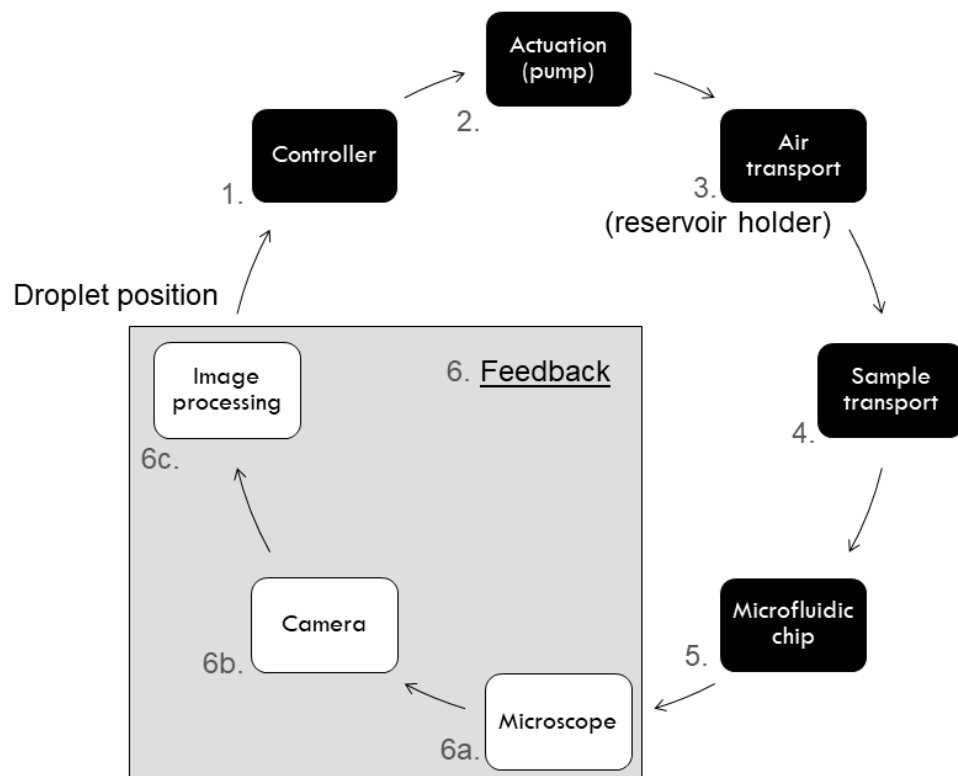 Actuation
(pump)
2.
Controller
1.
Air
transport
3.
(reservoir holder)
Droplet position
Image
processing
6c.
6. Feedback
Sample
transport
4.
Camera
6b.
Microfluidic
chip
5.
Microscope
6a.